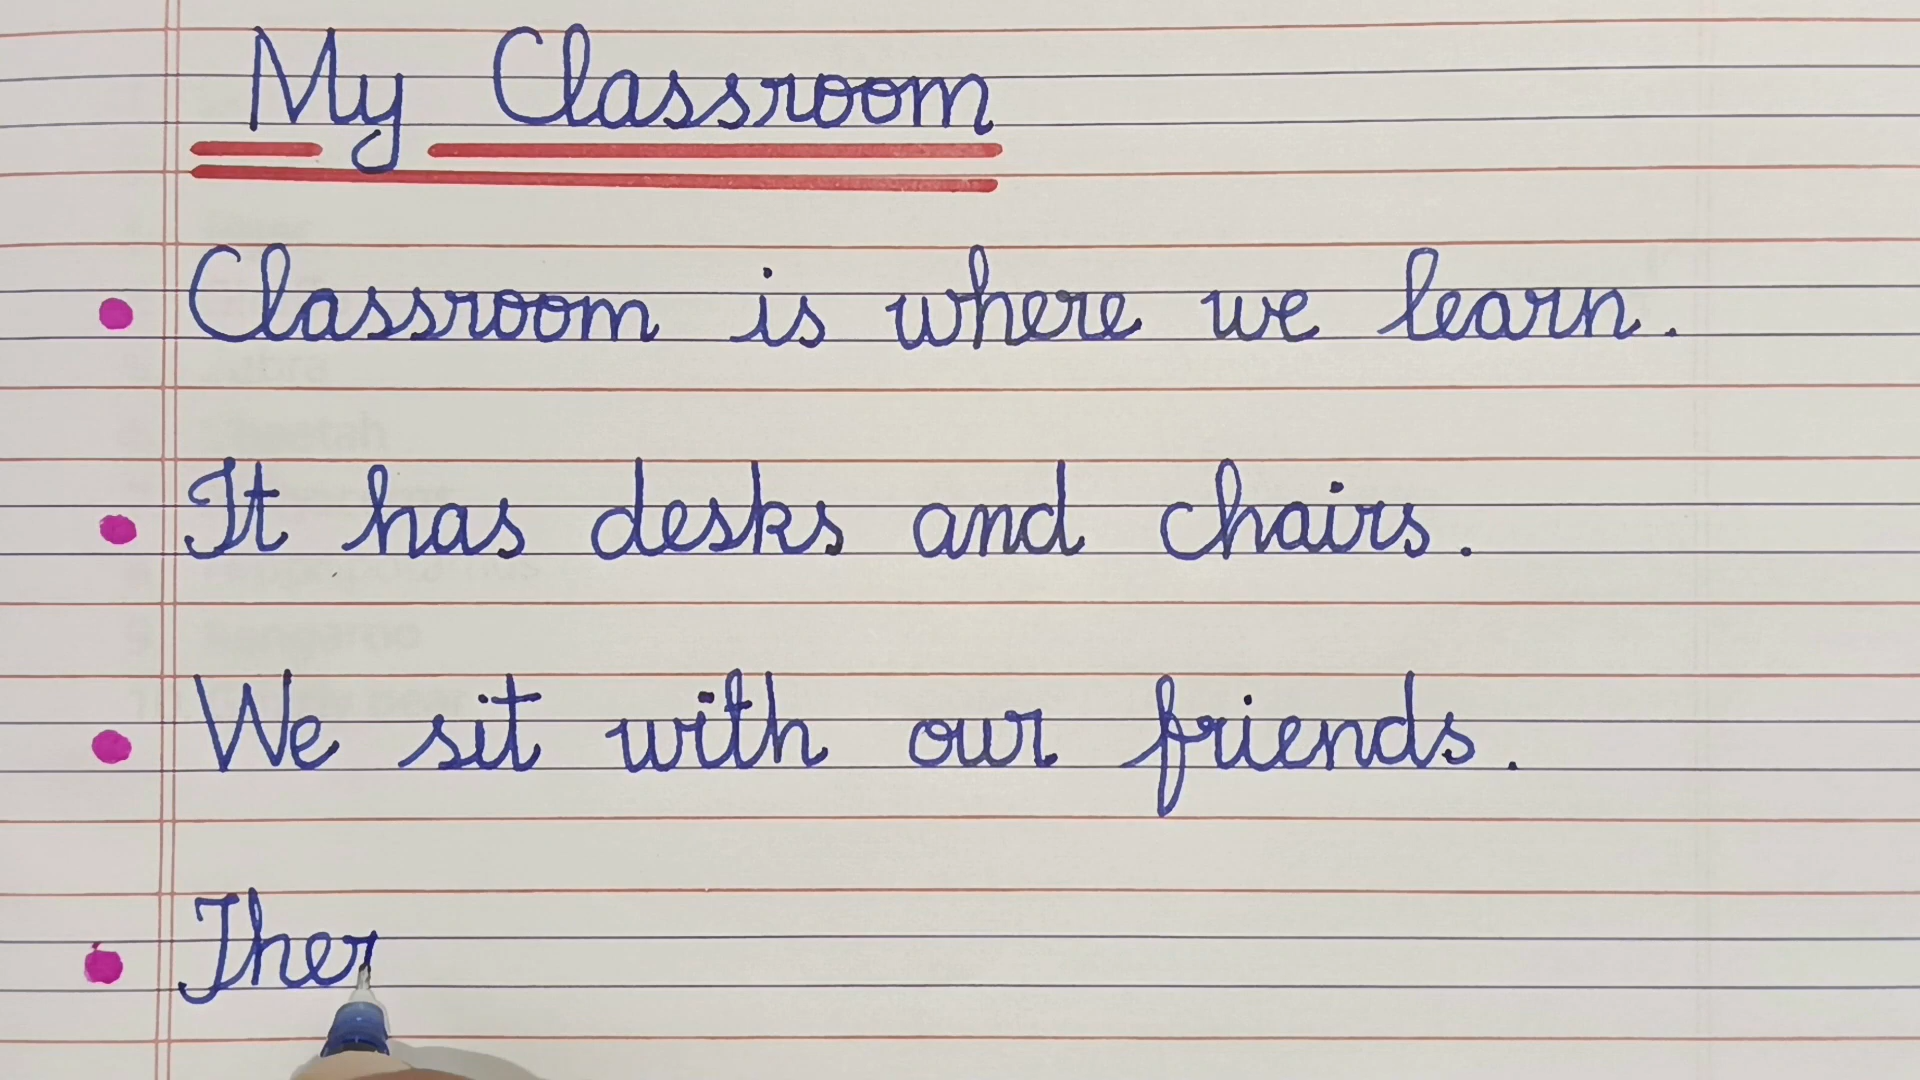 My Classroom
Classroom is where we learn.
It has desks and chairs.
We sit with our friends.
Ther